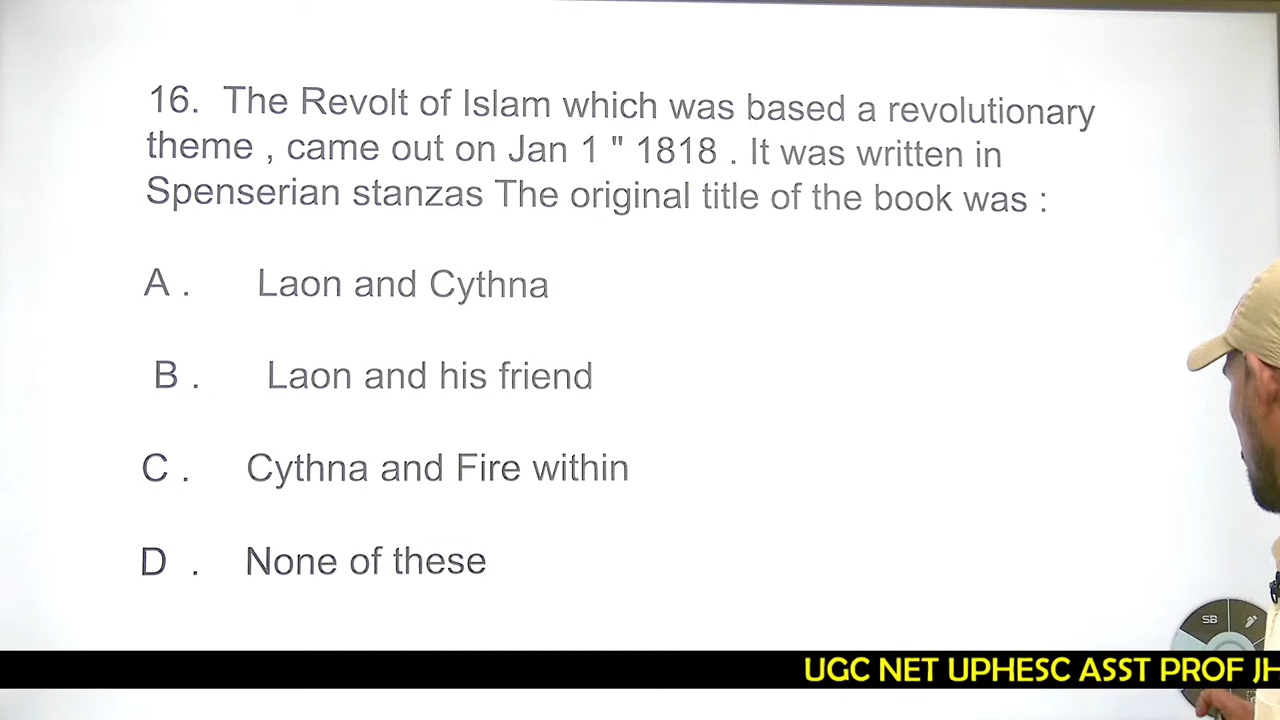 16. The Revolt of Islam which was based a revolutionary
theme , came out on Jan 1 " 1818 . It was written in
Spenserian stanzas The original title of the book was :
A . Laon and Cythna
B . Laon and his friend
C . Cythna and Fire within
D . None of these
SB
UGC NET UPHESC ASST PROF JH